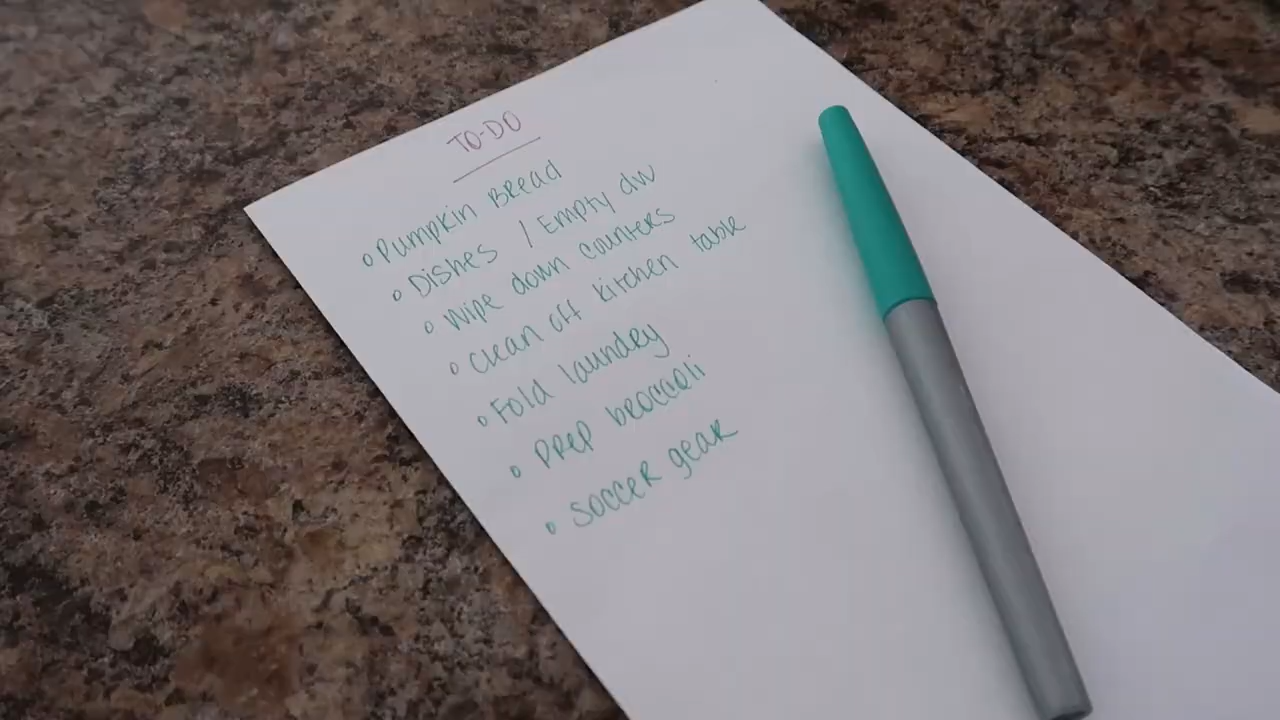 TO-DO
Pumpkin Bread
Dishes / Empty dw
Wipe down counters
Clean off kitchen table
Fold laundry
Prep broccoli
Soccer gear